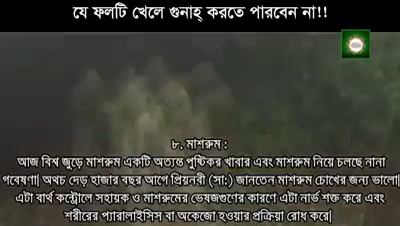 যে ফলটি খেলে গুনাহ্ করতে পারবেন না!!
৮. মাশরুম :
আজ বিশ্ব জুড়ে মাশরুম একটি অত্যন্ত পুষ্টিকর খাবার এবং মাশরুম নিয়ে চলছে নানা
গবেষণা| অথচ দেড় হাজার বছর আগে প্রিয়নবী (সা:) জানতেন মাশরুম চোখের জন্য ভালো|
এটা বার্থ কন্ট্রোলে সহায়ক ও মাশরুমের ভেষজগুণের কারণে এটা নার্ভ শক্ত করে এবং
শরীরের প্যারালাইসিস বা অকেজো হওয়ার প্রক্রিয়া রোধ করে|